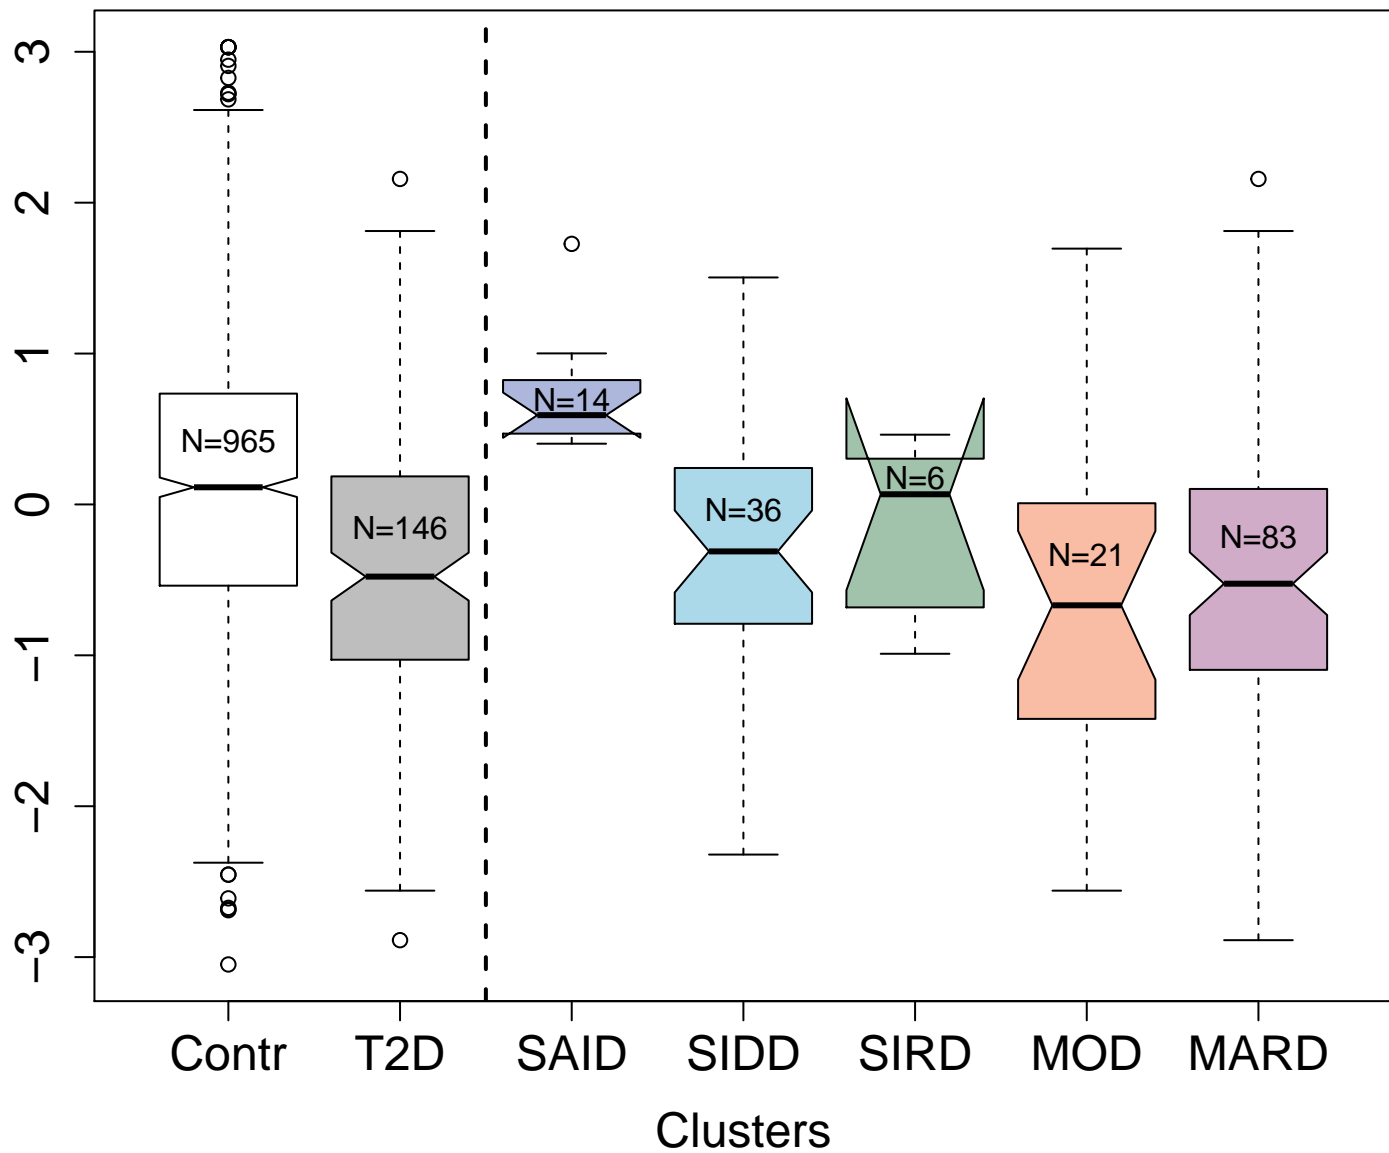 3
2
1
0
−1
−2
−3
N=965
N=146
N=14
N=36
N=6
N=21
N=83
Contr T2D SAID SIDD SIRD MOD MARD
Clusters